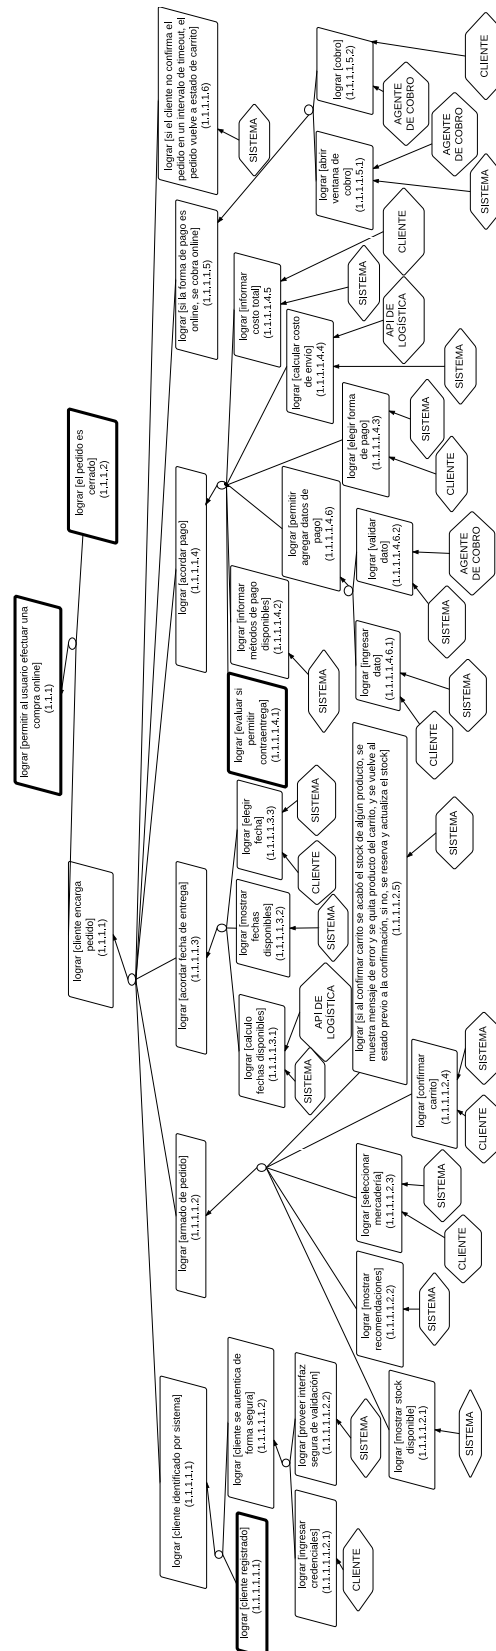 lograr [permitir al usuario efectuar una
compra online]
(1.1.1)
lograr [cliente encarga
pedido]
(1.1.1.1)
lograr [el pedido es
cerrado]
(1.1.1.2)
lograr [cliente identificado por sistema]
(1.1.1.1.1)
lograr [armado de pedido]
(1.1.1.1.2)
lograr [acordar fecha de entrega]
(1.1.1.1.3)
lograr [acordar pago]
(1.1.1.1.4)
lograr [si la forma de pago es
online, se cobra online]
(1.1.1.1.5)
lograr [si el cliente no confirma el
pedido en un intervalo de timeout, el
pedido vuelve a estado de carrito]
(1.1.1.1.6)
SISTEMA
lograr [cliente registrado]
(1.1.1.1.1.1)
lograr [cliente se autentica de
forma segura]
(1.1.1.1.1.2)
lograr [ingresar
credenciales]
(1.1.1.1.1.2.1)
CLIENTE
lograr [proveer interfaz
segura de validación]
(1.1.1.1.1.2.2)
SISTEMA
lograr [mostrar stock
disponible]
(1.1.1.1.2.1)
SISTEMA
lograr [mostrar
recomendaciones]
(1.1.1.1.2.2)
SISTEMA
lograr [seleccionar
mercadería]
(1.1.1.1.2.3)
CLIENTE
SISTEMA
lograr [confirmar
carrito]
(1.1.1.1.2.4)
CLIENTE
SISTEMA
lograr [si al confirmar carrito se acabó el stock de algún producto, se
muestra mensaje de error y se quita producto del carrito, y se vuelve al
estado previo a la confirmación, si no, se reserva y actualiza el stock]
(1.1.1.1.2.5)
SISTEMA
lograr [calculo
fechas disponibles]
(1.1.1.1.3.1)
SISTEMA
API DE
LOGÍSTICA
lograr [mostrar
fechas
disponibles]
(1.1.1.1.3.2)
SISTEMA
lograr [elegir
fecha]
(1.1.1.1.3.3)
CLIENTE
SISTEMA
lograr [evaluar si
permitir
contraentrega]
(1.1.1.1.4.1)
lograr [informar
métodos de pago
disponibles]
(1.1.1.1.4.2)
SISTEMA
lograr [permitir
agregar datos de
pago]
(1.1.1.1.4.6)
lograr [ingresar
dato]
(1.1.1.1.4.6.1)
CLIENTE
SISTEMA
lograr [validar
dato]
(1.1.1.1.4.6.2)
SISTEMA
AGENTE
DE COBRO
lograr [elegir forma
de pago]
(1.1.1.1.4.3)
CLIENTE
SISTEMA
lograr [calcular costo
de envío]
(1.1.1.1.4.4)
SISTEMA
API DE
LOGÍSTICA
lograr [informar
costo total]
(1.1.1.1.4.5
SISTEMA
CLIENTE
lograr [abrir
ventana de
cobro]
(1.1.1.1.5.1)
SISTEMA
AGENTE
DE COBRO
lograr [cobro]
(1.1.1.1.5.2)
AGENTE
DE COBRO
CLIENTE